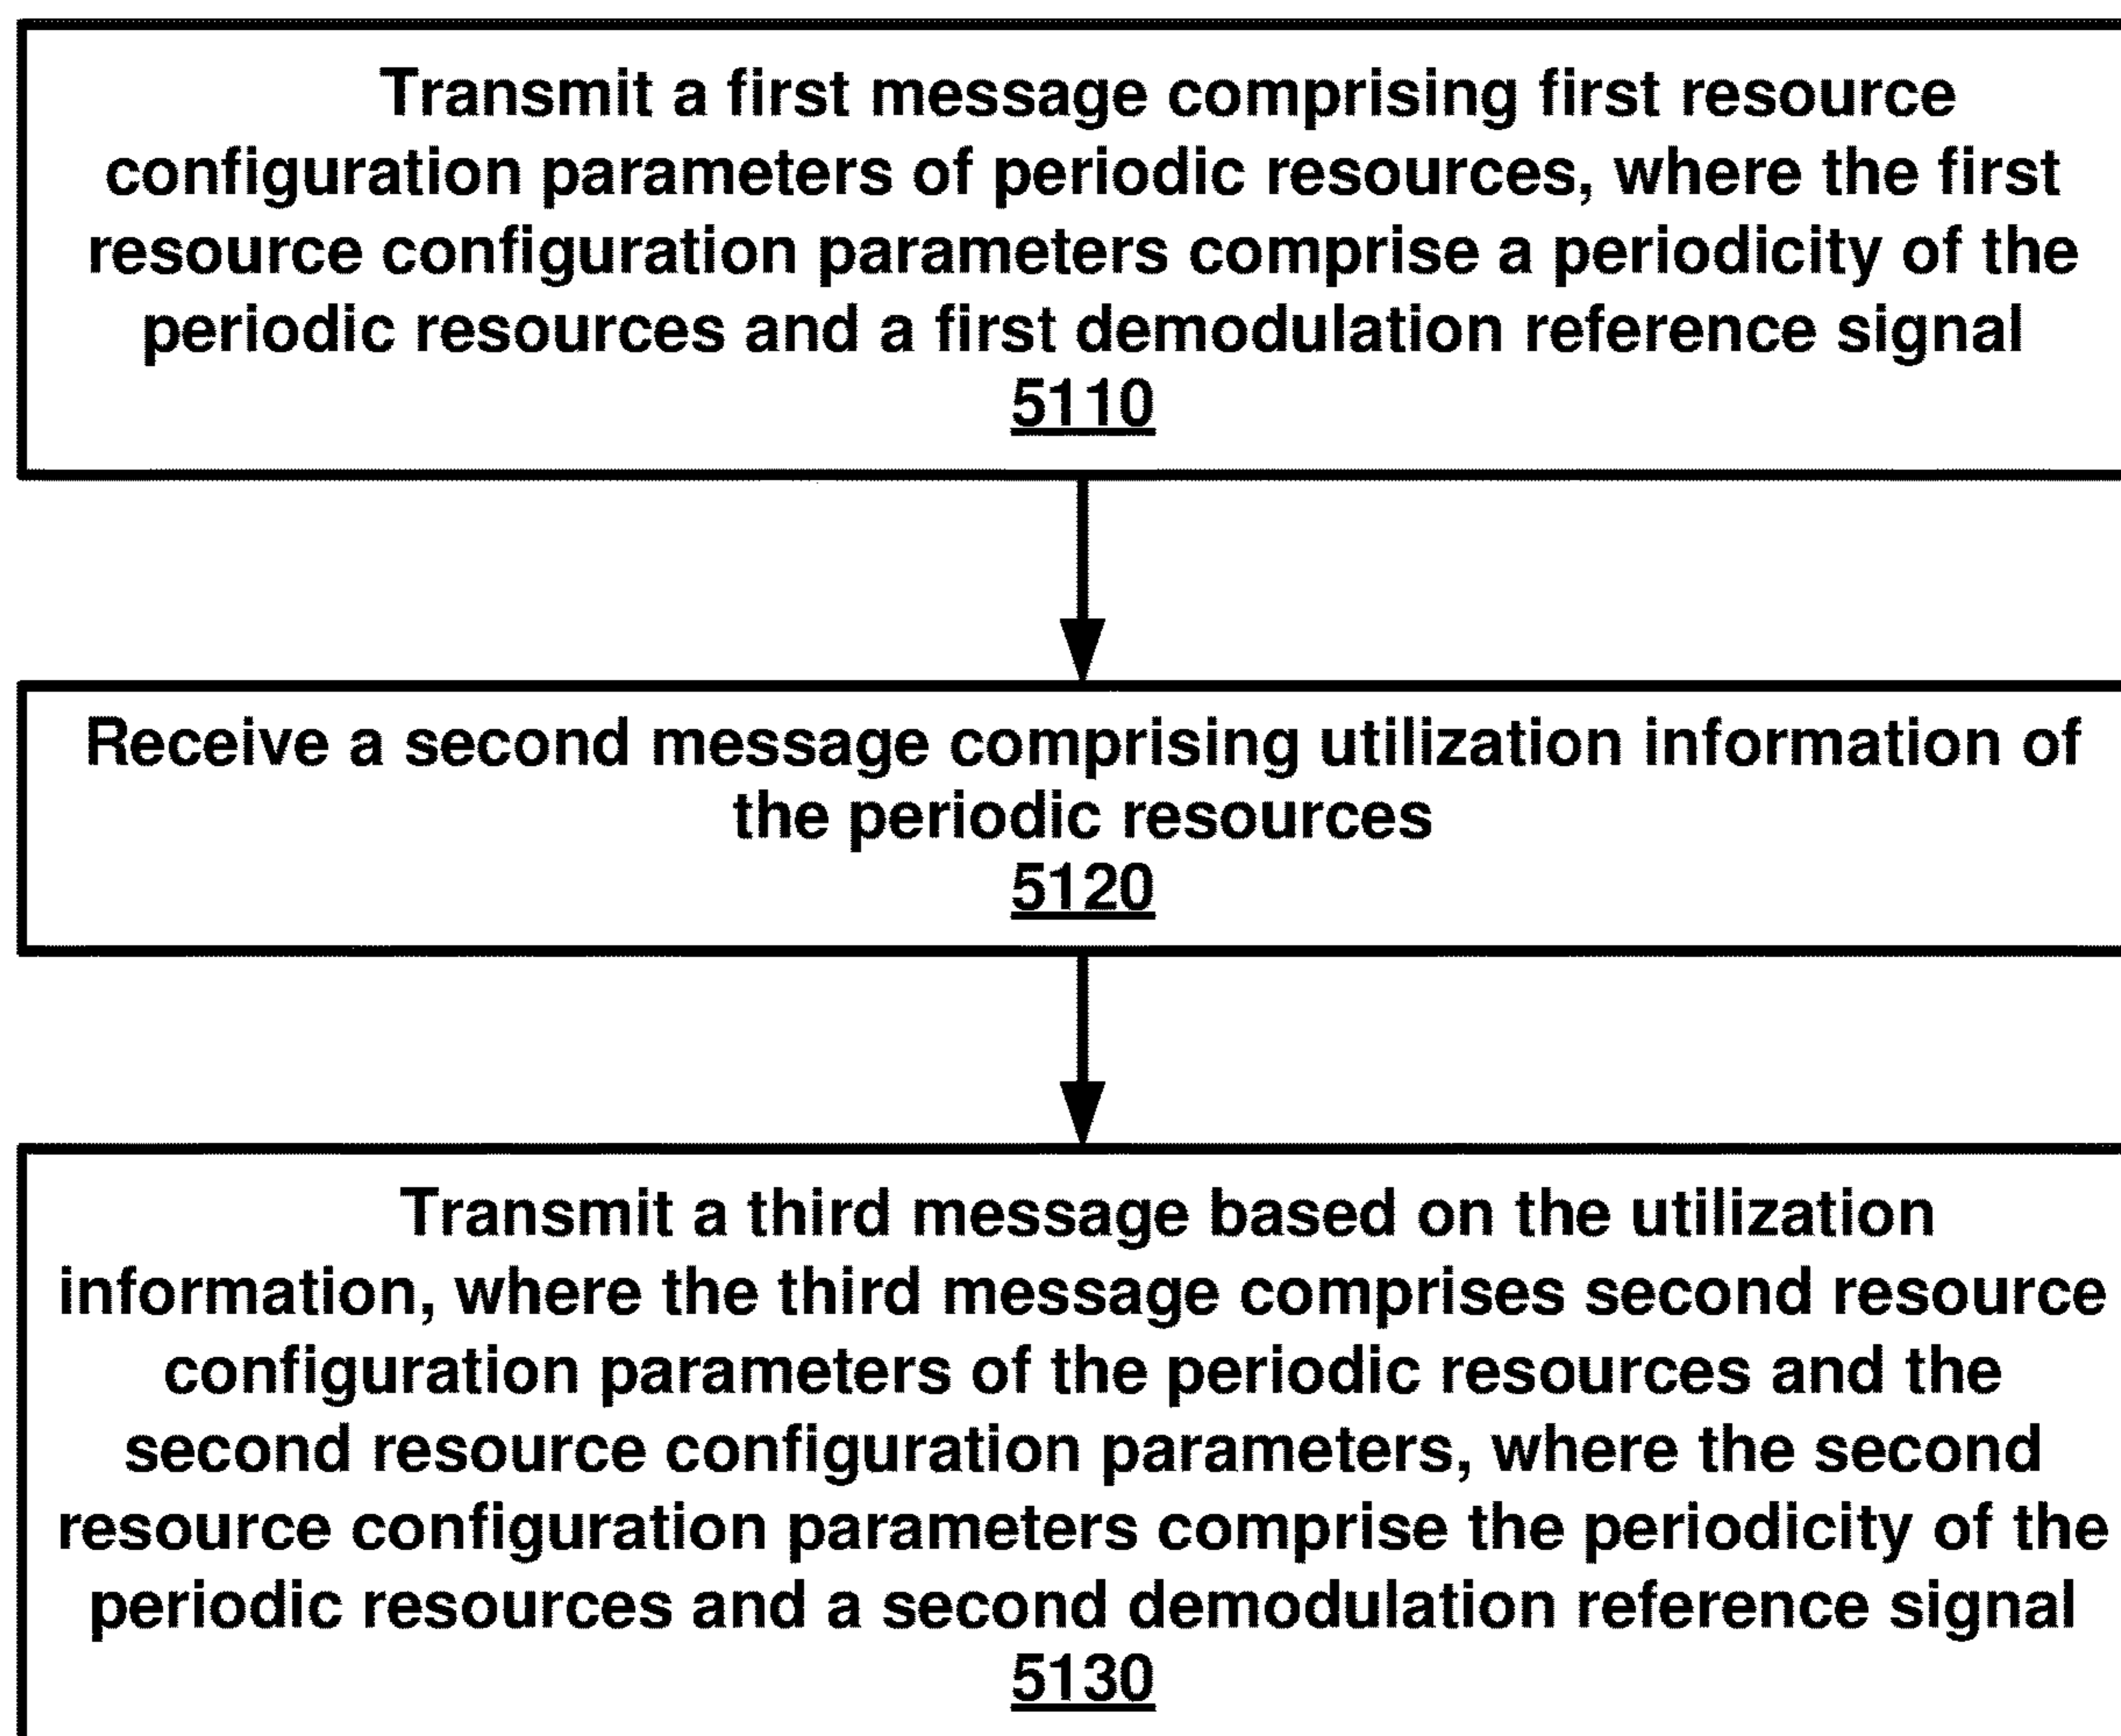 Transmit a first message comprising first resource
configuration parameters of periodic resources, where the first
resource configuration parameters comprise a periodicity of the
periodic resources and a first demodulation reference signal
5110
Receive a second message comprising utilization information of
the periodic resources
5120
Transmit a third message based on the utilization
information, where the third message comprises second resource
configuration parameters of the periodic resources and the
second resource configuration parameters, where the second
resource configuration parameters comprise the periodicity of the
periodic resources and a second demodulation reference signal
5130